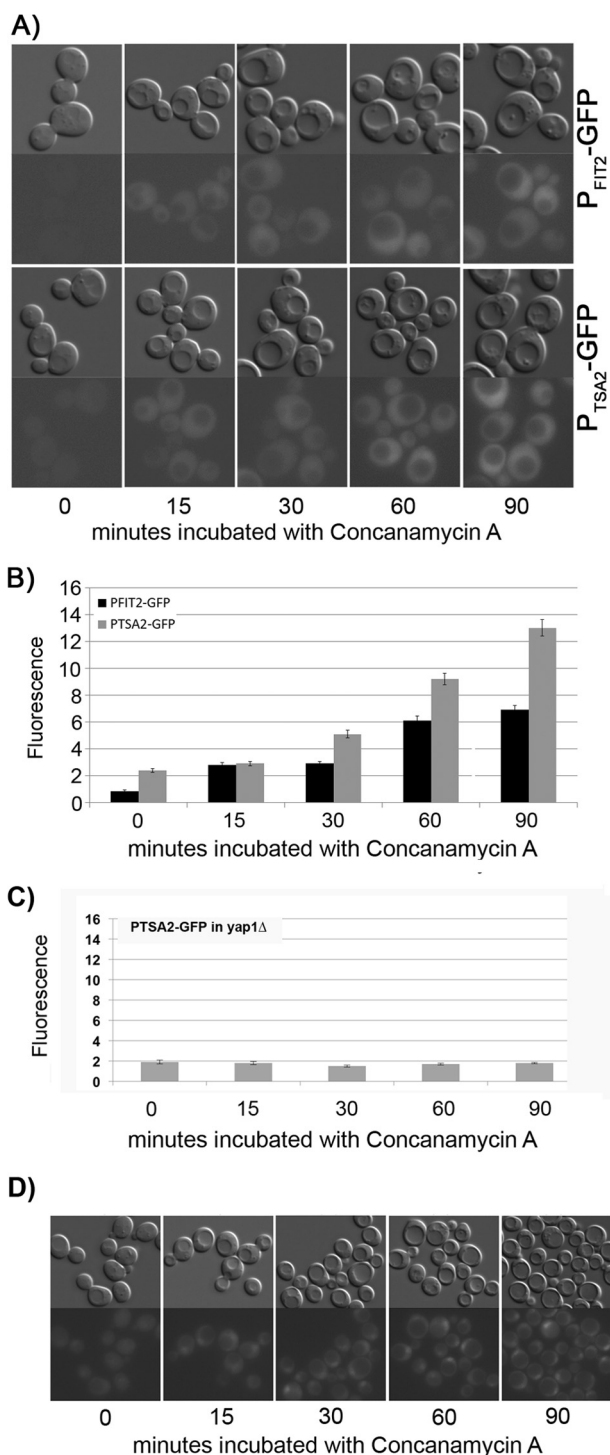 A)
P FIT2 -GFP
P TSA2 -GFP
0 15 30 60 90
minutes incubated with Concanamycin A
B)
Fluorescence
16
14
12
10
8
6
4
2
0
PFIT2-GFP
PTSA2-GFP
0 15 30 60 90
minutes incubated with Concanamycin A
C)
Fluorescence
16
14
12
10
8
6
4
2
0
PTSA2-GFP in yap1Δ
0 15 30 60 90
minutes incubated with Concanamycin A
D)
0 15 30 60 90
minutes incubated with Concanamycin A